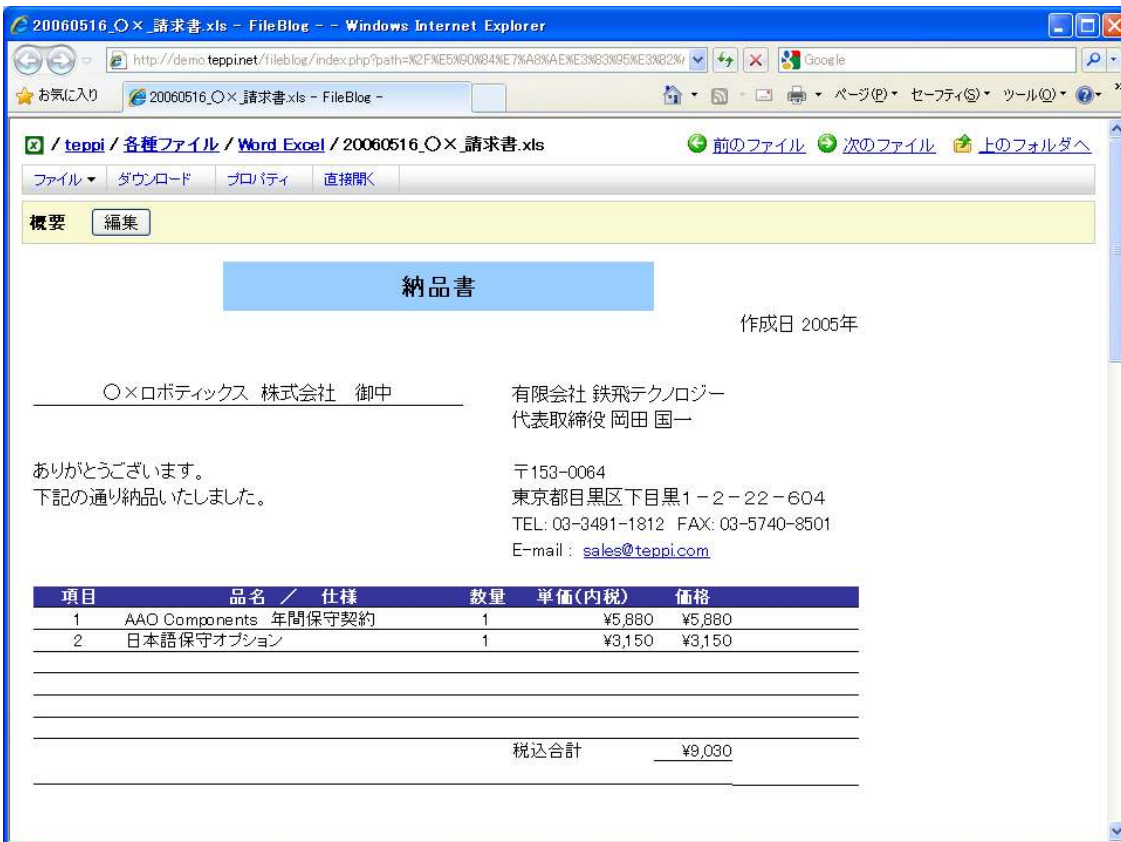 20060516_○×_請求書.xls - FileBlog - - Windows Internet Explorer
http://demo.teppi.net/fileblog/index.php?path=%2F%E5%90%84%E7%A8%AE%E3%83%95%E3%82%
Google
お気に入り
20060516_○×_請求書.xls - FileBlog -
ページ(P) セーフティ(S) ツール(O)
/ teppi / 各種ファイル / Word Excel / 20060516_○×_請求書.xls
前のファイル 次のファイル 上のフォルダへ
ファイル ダウンロード プロパティ 直接開く
概要 編集
納品書
作成日 2005年
○×ロボティックス 株式会社 御中
有限会社 鉄飛テクノロジー
代表取締役 岡田 国一
ありがとうございます。
下記の通り納品いたしました。
〒153-0064
東京都目黒区下目黒1-2-22-604
TEL: 03-3491-1812 FAX: 03-5740-8501
E-mail : sales@teppi.com
項目 品名 / 仕様 数量 単価(内税) 価格
1 AAO Components 年間保守契約 1 ¥5,880 ¥5,880
2 日本語保守オプション 1 ¥3,150 ¥3,150
税込合計 ¥9,030